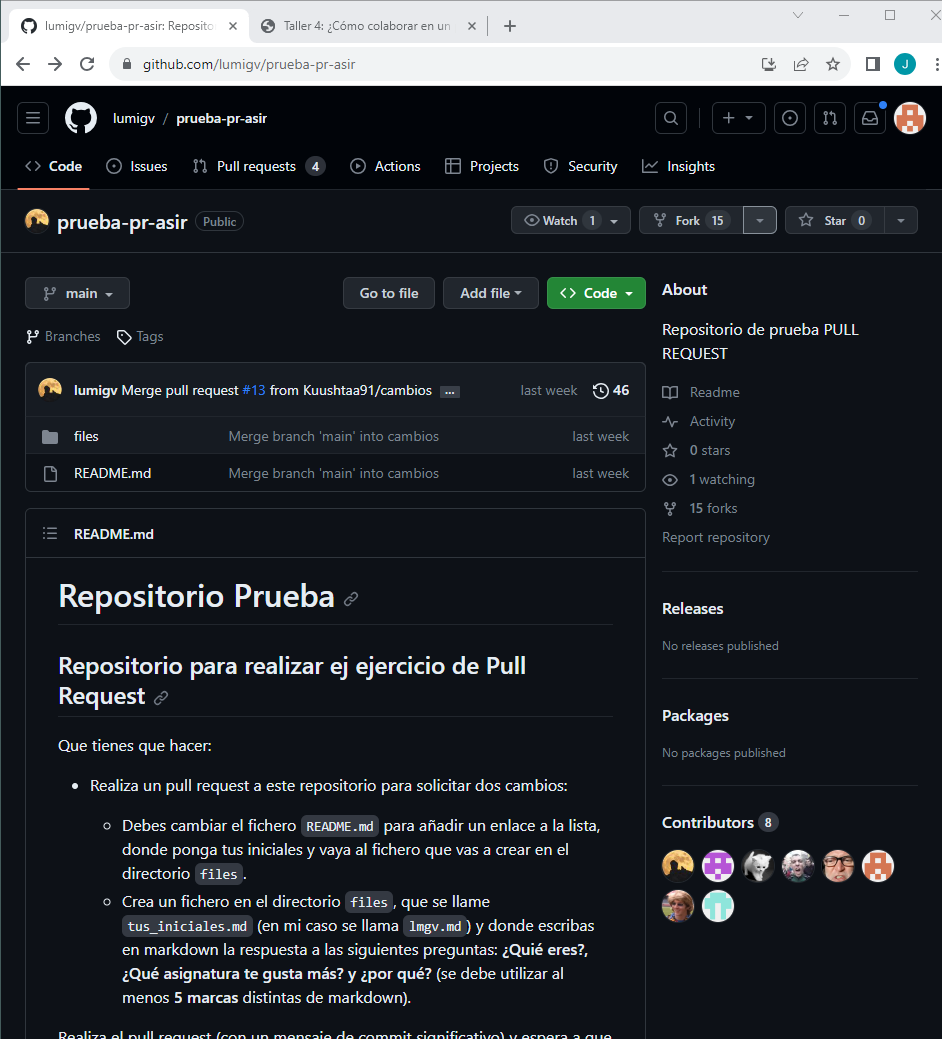 lumigv/prueba-pr-asir: Reposito
Taller 4: ¿Cómo colaborar en un
github.com/lumigv/prueba-pr-asir
J
lumigv / prueba-pr-asir
Code
Issues
Pull requests 4
Actions
Projects
Security
Insights
prueba-pr-asir Public
Watch 1
Fork 15
Star 0
main
Go to file
Add file
Code
Branches
Tags
lumigv Merge pull request #13 from Kuushtaa91/cambios ... last week 46
files Merge branch 'main' into cambios last week
README.md Merge branch 'main' into cambios last week
README.md
Repositorio Prueba
Repositorio para realizar ej ejercicio de Pull
Request
Que tienes que hacer:
Realiza un pull request a este repositorio para solicitar dos cambios:
Debes cambiar el fichero README.md para añadir un enlace a la lista,
donde ponga tus iniciales y vaya al fichero que vas a crear en el
directorio files.
Crea un fichero en el directorio files, que se llame
tus_iniciales.md (en mi caso se llama lmgv.md) y donde escribas
en markdown la respuesta a las siguientes preguntas: ¿Quié eres?,
¿Qué asignatura te gusta más? y ¿por qué? (se debe utilizar al
menos 5 marcas distintas de markdown).
Realiza el pull request (con un mensaje de commit significativo) y espera a que
About
Repositorio de prueba PULL
REQUEST
Readme
Activity
0 stars
1 watching
15 forks
Report repository
Releases
No releases published
Packages
No packages published
Contributors 8